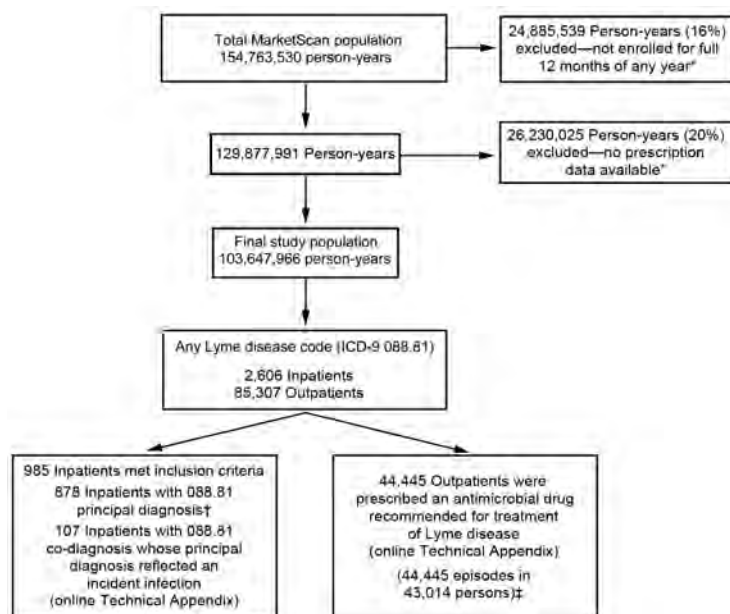 Total MarketScan population
154,763,530 person-years
24,885,539 Person-years (16%)
excluded—not enrolled for full
12 months of any year*
129,877,991 Person-years
26,230,025 Person-years (20%)
excluded—no prescription
data available*
Final study population
103,647,966 person-years
Any Lyme disease code (ICD-9 088.81)
2,606 Inpatients
85,307 Outpatients
985 Inpatients met inclusion criteria
878 Inpatients with 088.81
principal diagnosis†
107 Inpatients with 088.81
co-diagnosis whose principal
diagnosis reflected an
incident infection
(online Technical Appendix)
44,445 Outpatients were
prescribed an antimicrobial drug
recommended for treatment
of Lyme disease
(online Technical Appendix)
(44,445 episodes in
43,014 persons)‡